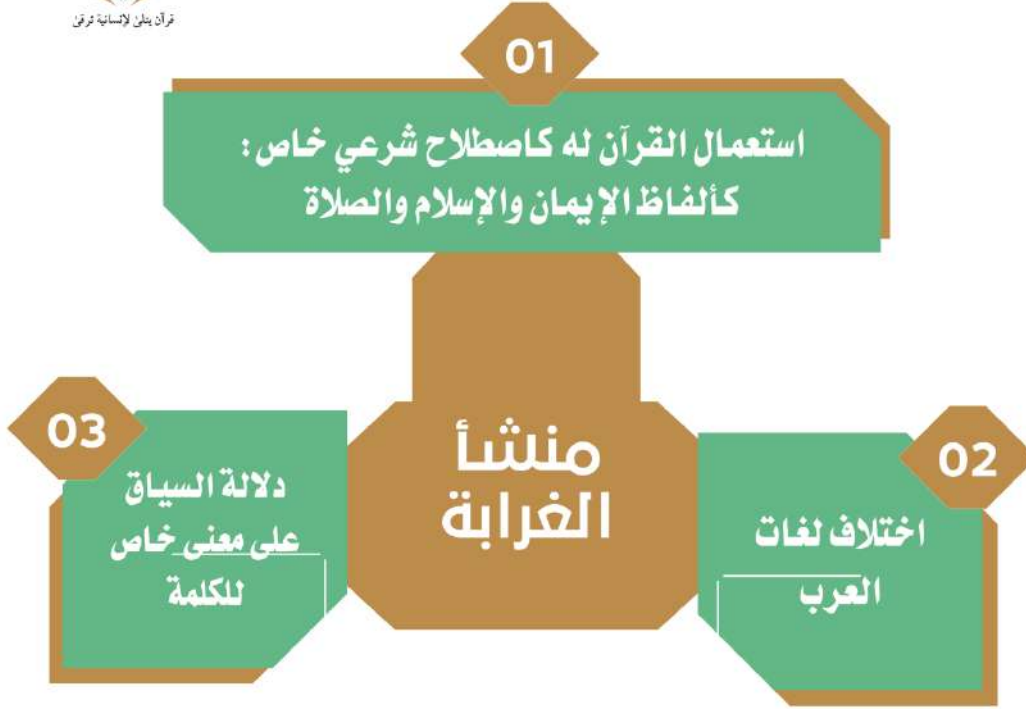 قرآن يتلى لإنسانية ترقى
01
استعمال القرآن له كاصطلاح شرعي خاص :
كألفاظ الإيمان والإسلام والصلاة
منشأ
الغرابة
02
اختلاف لغات
العرب
03
دلالة السياق
على معنى خاص
للكلمة